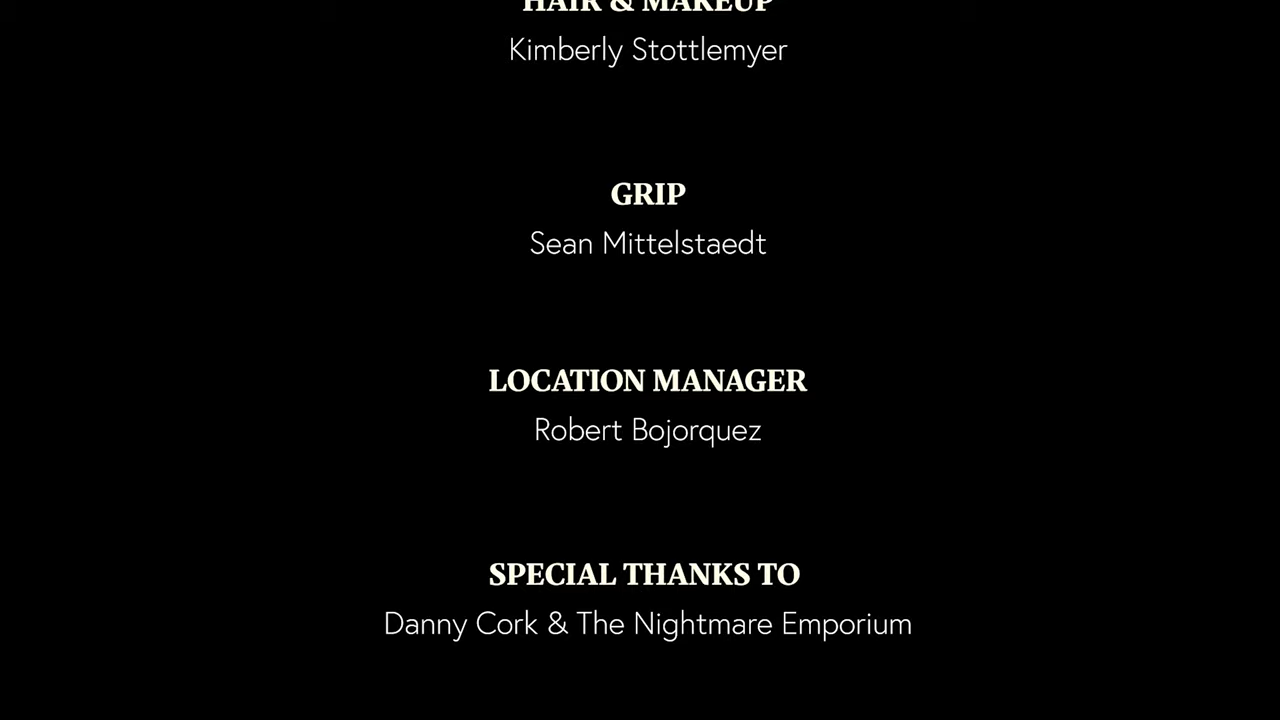 HAIR & MAKEUP
Kimberly Stottlemyer
GRIP
Sean Mittelstaedt
LOCATION MANAGER
Robert Bojorquez
SPECIAL THANKS TO
Danny Cork & The Nightmare Emporium